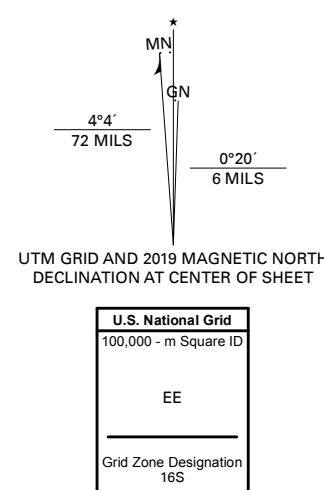 ★
MN
GN
4°4´
72 MILS
0°20´
6 MILS
UTM GRID AND 2019 MAGNETIC NORTH
DECLINATION AT CENTER OF SHEET
U.S. National Grid
100,000 - m Square ID
EE
Grid Zone Designation
16S